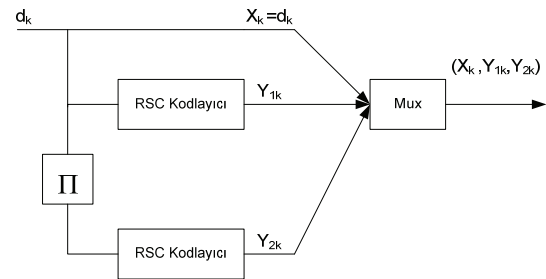 d_k
X_k=d_k
(X_k,Y_1k,Y_2k)
RSC Kodlayıcı
Y_1k
Mux
Π
RSC Kodlayıcı
Y_2k